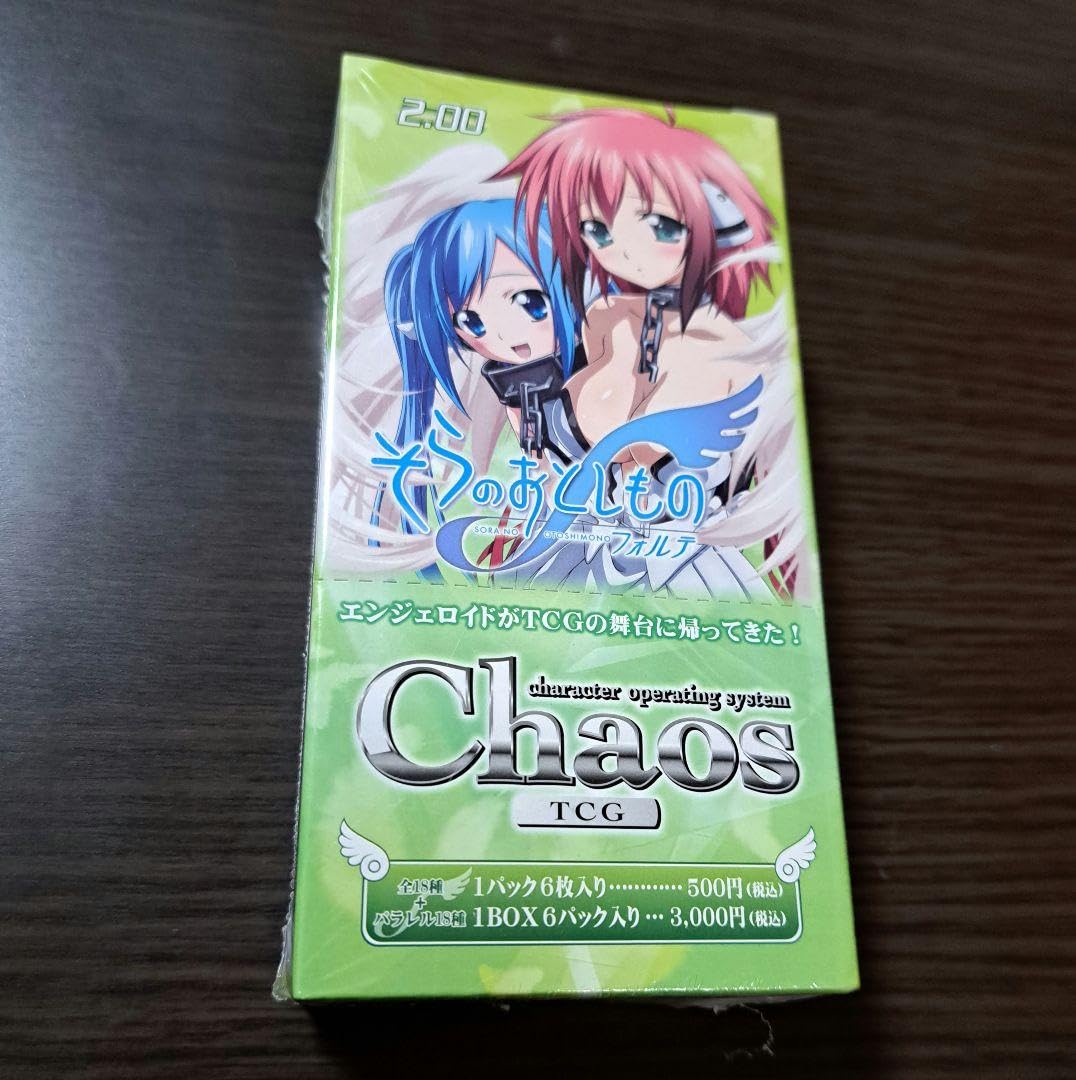 2.00
そらのおとしもの
SORA NO OTOSHIMONO フォルテ
エンジェロイドがTCGの舞台に帰ってきた！
character operating system
Chaos
TCG
全18種
+
パラレル18種
1パック6枚入り………… 500円(税込)
1BOX 6パック入り… 3,000円(税込)